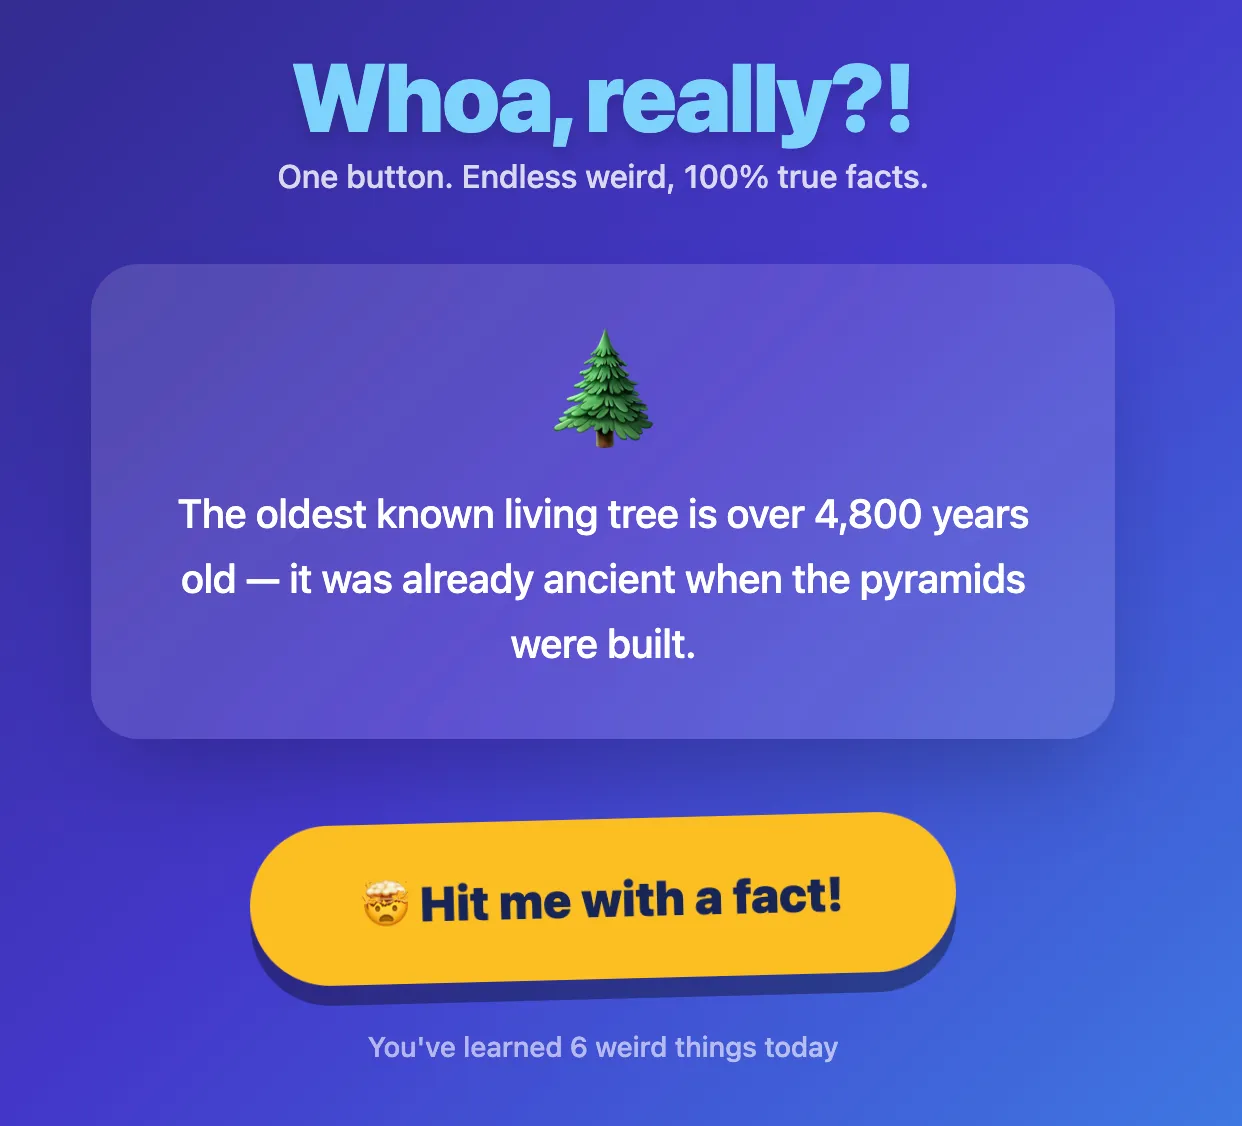 Whoa, really?!
One button. Endless weird, 100% true facts.
The oldest known living tree is over 4,800 years
old — it was already ancient when the pyramids
were built.
🤯 Hit me with a fact!
You've learned 6 weird things today